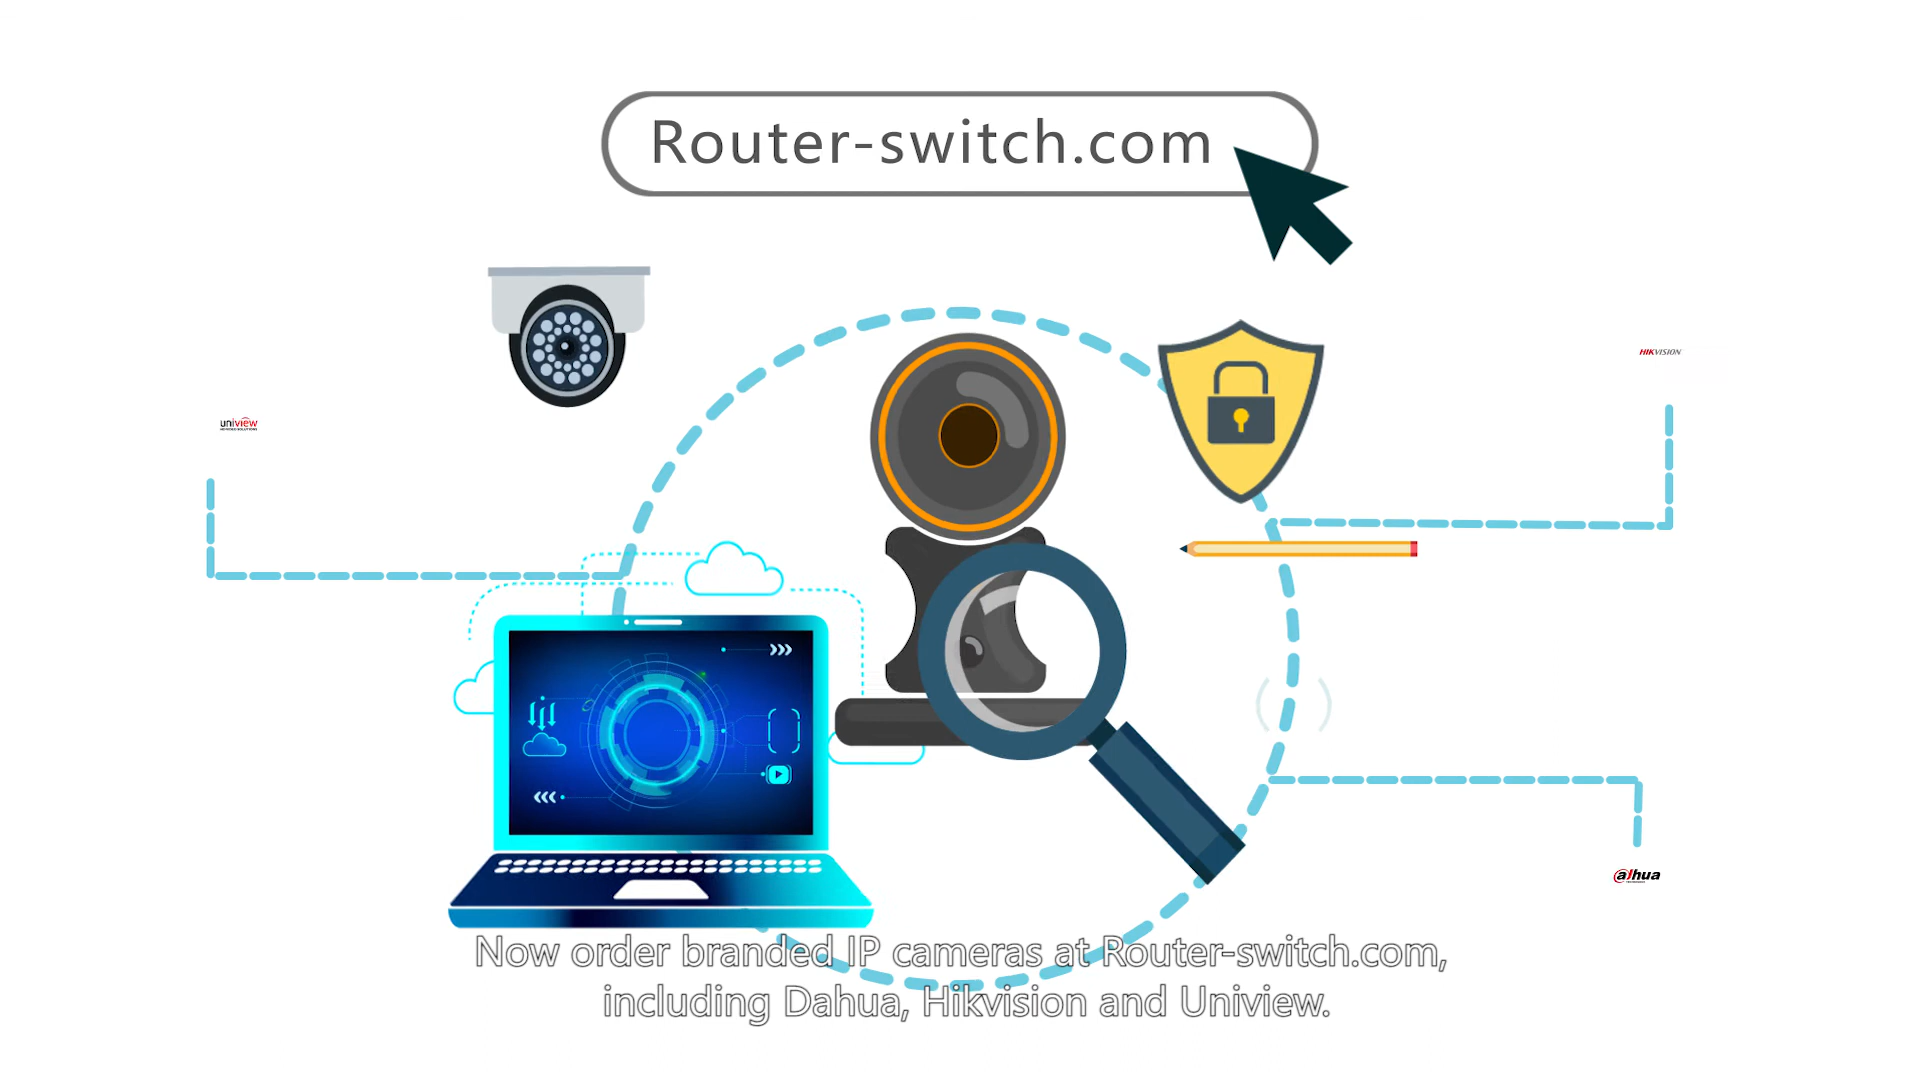 Router-switch.com
HIKVISION
uniview
alhua
Now order branded IP cameras at Router-switch.com,
including Dahua, Hikvision and Uniview.